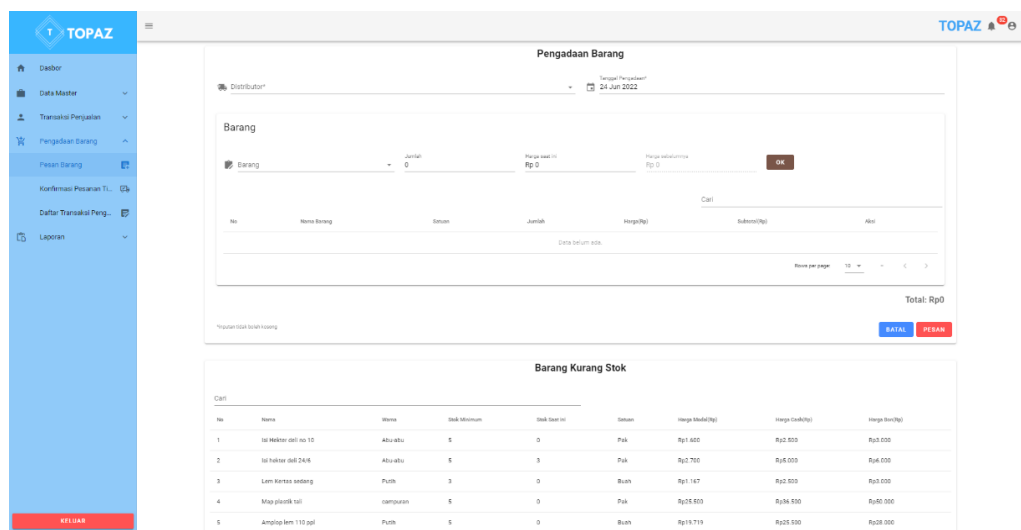 T TOPAZ
TOPAZ
Dasbor
Data Master
Transaksi Penjualan
Pengadaan Barang
Pesan Barang
Konfirmasi Pesanan Ti...
Daftar Transaksi Peng...
Laporan
KELUAR
Pengadaan Barang
Distributor*
Tanggal Pengadaan*
24 Jun 2022
Barang
Barang
Jumlah
0
Harga saat ini
Rp 0
Harga sebelumnya
Rp 0
OK
Cari
No Nama Barang Satuan Jumlah Harga(Rp) Subtotal(Rp) Aksi
Data belum ada.
Rows per page: 10
Total: Rp0
*Inputan tidak boleh kosong
BATAL PESAN
Barang Kurang Stok
Cari
No Nama Warna Stok Minimum Stok Saat Ini Satuan Harga Modal(Rp) Harga Cash(Rp) Harga Bon(Rp)
1 Isi Hekter deli no 10 Abu-abu 5 0 Pak Rp1.600 Rp2.500 Rp3.000
2 Isi hekter deli 24/6 Abu-abu 5 3 Pak Rp2.700 Rp5.000 Rp6.000
3 Lem Kertas sedang Putih 3 0 Buah Rp1.167 Rp2.500 Rp3.000
4 Map plastik tali campuran 5 0 Pak Rp25.500 Rp36.500 Rp50.000
5 Amplop lem 110 ppl Putih 5 0 Buah Rp19.719 Rp25.500 Rp28.000